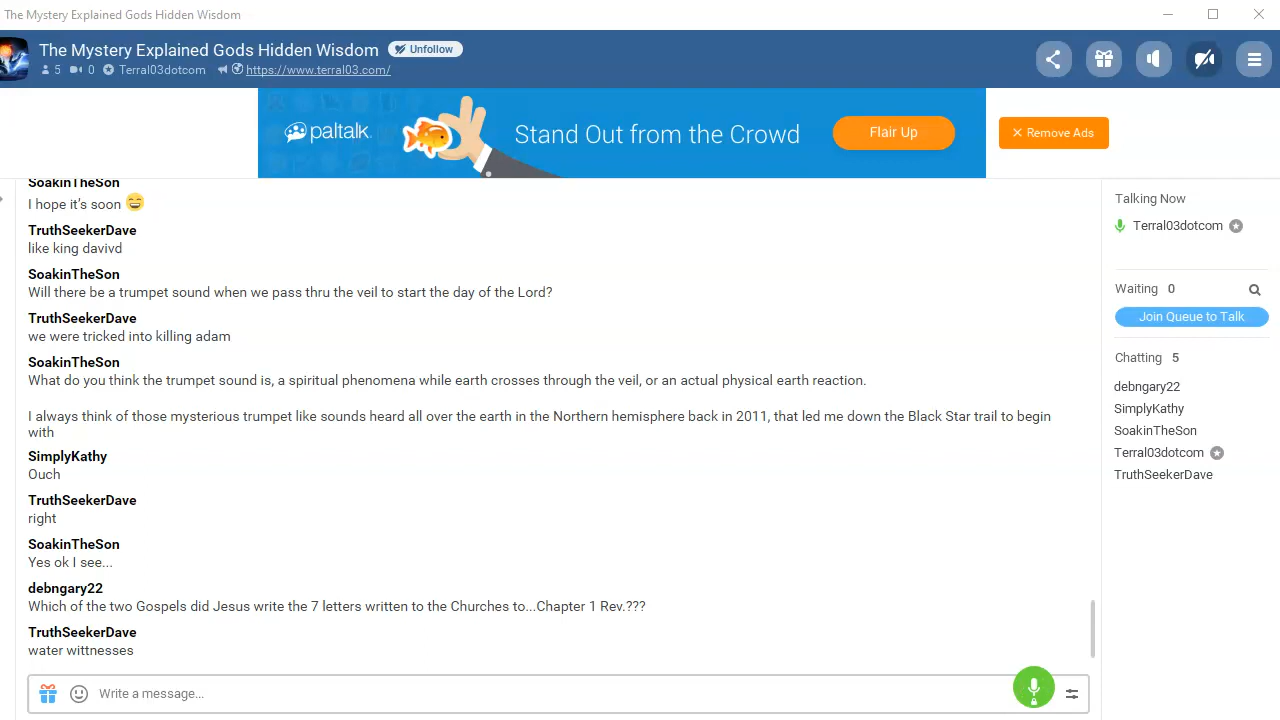 The Mystery Explained Gods Hidden Wisdom
The Mystery Explained Gods Hidden Wisdom Unfollow
5 0 Terral03dotcom https://www.terral03.com/
paltalk Stand Out from the Crowd Flair Up Remove Ads
SoakinTheSon
I hope it's soon 😄
TruthSeekerDave
like king davivd
SoakinTheSon
Will there be a trumpet sound when we pass thru the veil to start the day of the Lord?
TruthSeekerDave
we were tricked into killing adam
SoakinTheSon
What do you think the trumpet sound is, a spiritual phenomena while earth crosses through the veil, or an actual physical earth reaction.
I always think of those mysterious trumpet like sounds heard all over the earth in the Northern hemisphere back in 2011, that led me down the Black Star trail to begin
with
SimplyKathy
Ouch
TruthSeekerDave
right
SoakinTheSon
Yes ok I see...
debngary22
Which of the two Gospels did Jesus write the 7 letters written to the Churches to...Chapter 1 Rev.???
TruthSeekerDave
water wittnesses
Write a message...
Talking Now
Terral03dotcom
Waiting 0
Join Queue to Talk
Chatting 5
debngary22
SimplyKathy
SoakinTheSon
Terral03dotcom
TruthSeekerDave